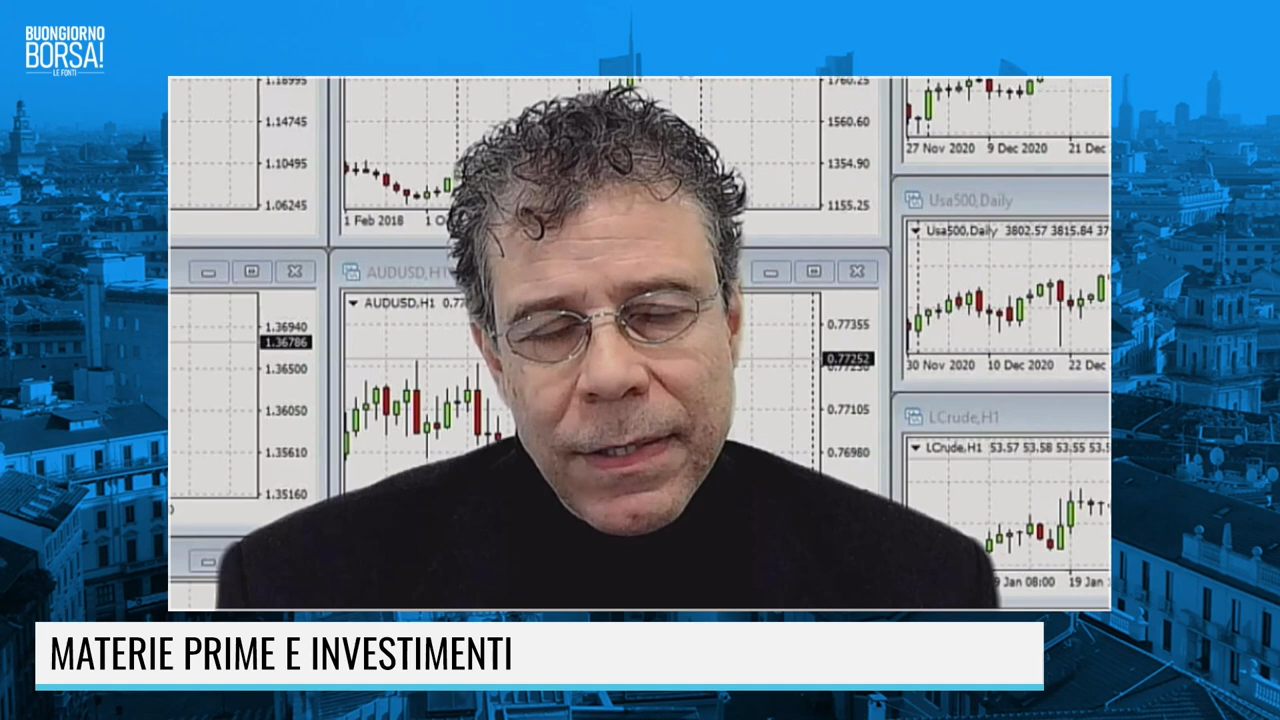 BUONGIORNO
BORSA!
LE FONTI
1.14745
1.10495
1.06245
1 Feb 2018
1760.25
1560.60
1354.90
1155.25
27 Nov 2020 9 Dec 2020 21 Dec
Usa500,Daily
Usa500,Daily 3802.57 3815.84 37
30 Nov 2020 10 Dec 2020 22 Dec
AUDUSD,H1
AUDUSD,H1 0.77
1.36940
1.36786
1.36500
1.36050
1.35610
1.35160
0.77355
0.77252
0.77105
0.76980
LCrude,H1
LCrude,H1 53.57 53.58 53.55 53.5
9 Jan 08:00 19 Jan
MATERIE PRIME E INVESTIMENTI